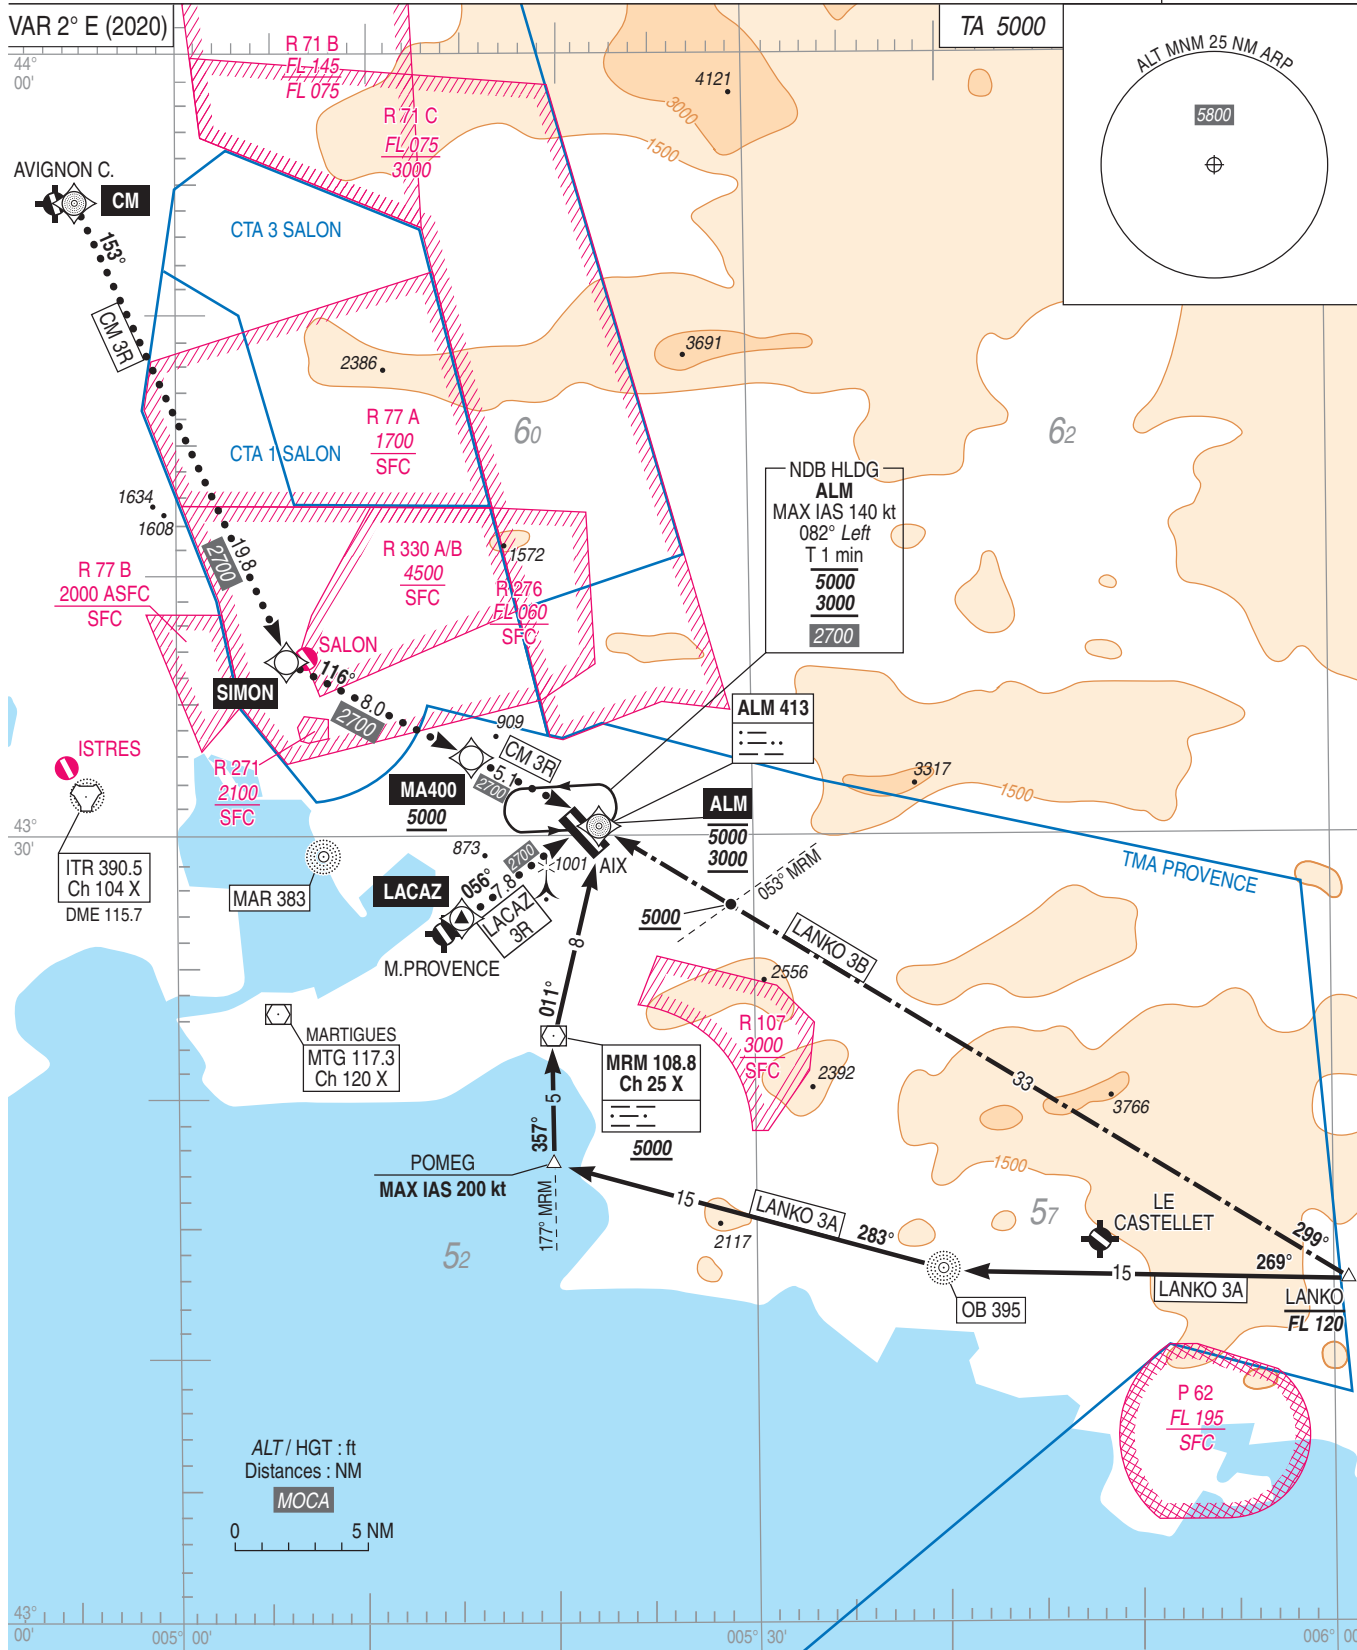 VAR 2° E (2020)
TA 5000
44°
00'
ALT MNM 25 NM ARP
5800
R 71 B
FL 145
FL 075
R 71 C
FL 075
3000
4121
3000
1500
AVIGNON C.
CM
153°
CM 3R
CTA 3 SALON
2386
3691
R 77 A
1700
SFC
60
62
CTA 1 SALON
1634
1608
19.8
2700
NDB HLDG
ALM
MAX IAS 140 kt
082° Left
T 1 min
5000
3000
2700
R 330 A/B
4500
SFC
1572
R 276
FL 060
SFC
R 77 B
2000 ASFC
SFC
SALON
SIMON
116°
8.0
2700
ALM 413
909
CM 3R
5.1
2700
ISTRES
R 271
2100
SFC
MA400
5000
ALM
5000
3000
3317
1500
43°
30'
ITR 390.5
Ch 104 X
DME 115.7
MAR 383
873
2700
1001
AIX
LACAZ
056°
7.8
LACAZ
3R
M.PROVENCE
053° MRM
TMA PROVENCE
5000
LANKO 3B
8
011°
2556
R 107
3000
SFC
2392
MARTIGUES
MTG 117.3
Ch 120 X
MRM 108.8
Ch 25 X
5000
33
3766
5
357°
POMEG
MAX IAS 200 kt
177° MRM
15
LANKO 3A
283°
2117
1500
57
LE
CASTELLET
52
299°
269°
15
LANKO 3A
LANKO
FL 120
OB 395
P 62
FL 195
SFC
ALT / HGT : ft
Distances : NM
MOCA
0 5 NM
43°
00'
005° 00'
005° 30'
006° 00